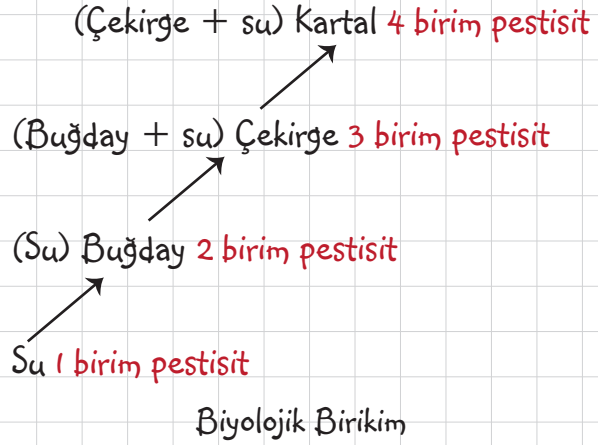 (Çekirge + su) Kartal 4 birim pestisit
(Buğday + su) Çekirge 3 birim pestisit
(Su) Buğday 2 birim pestisit
Su 1 birim pestisit
Biyolojik Birikim